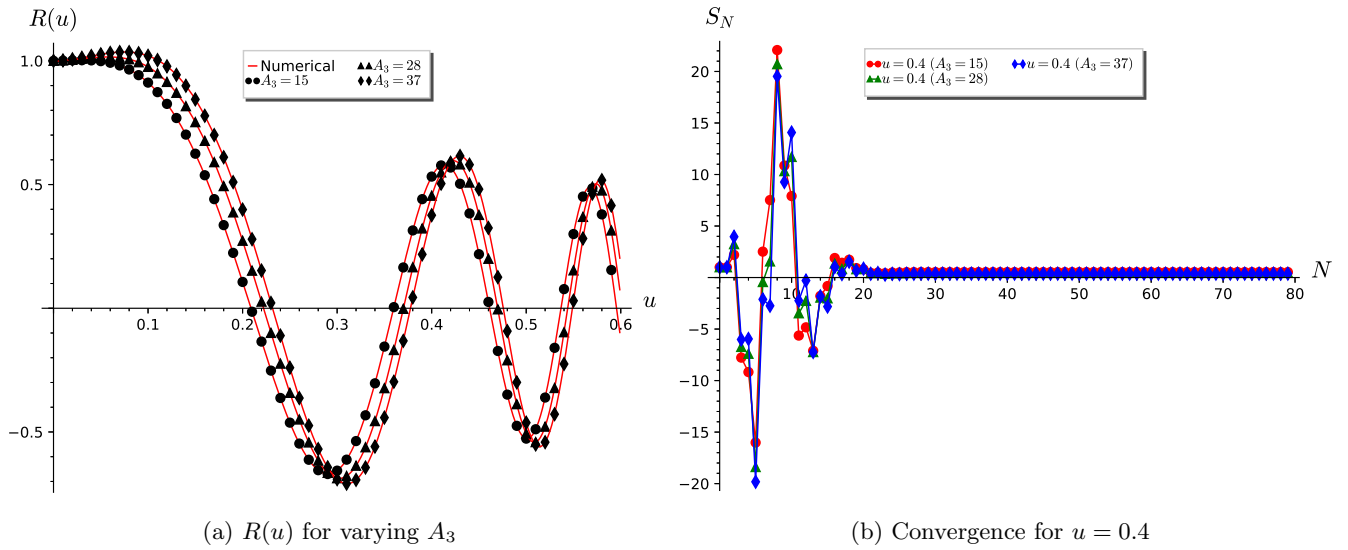 R(u)
Numerical
A₃ = 15
A₃ = 28
A₃ = 37
1.0
0.5
−0.5
0.1
0.2
0.3
0.4
0.5
0.6
u
(a) R(u) for varying A₃
S_N
u = 0.4 (A₃ = 15)
u = 0.4 (A₃ = 28)
u = 0.4 (A₃ = 37)
20
15
10
5
−5
−10
−15
−20
10
20
30
40
50
60
70
80
N
(b) Convergence for u = 0.4